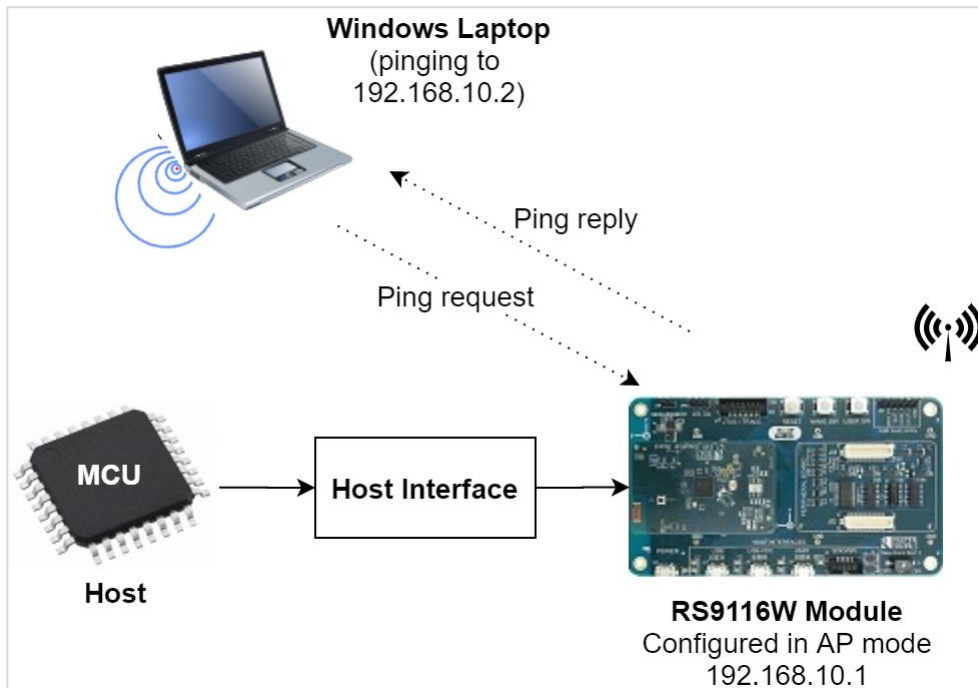 Windows Laptop
(pinging to
192.168.10.2)
Ping reply
Ping request
MCU
Host Interface
Host
RS9116W Module
Configured in AP mode
192.168.10.1